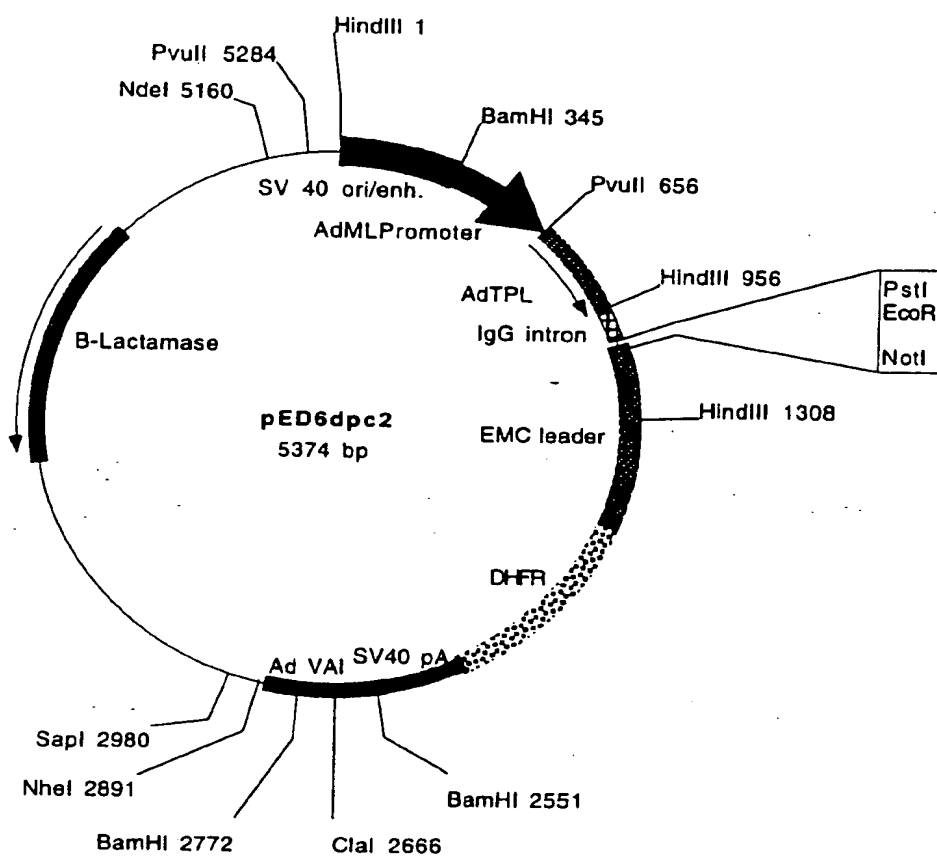 HindIII 1
PvuII 5284
NdeI 5160
BamHI 345
SV 40 ori/enh.
PvuII 656
AdMLPromoter
HindIII 956
AdTPL
PstI
EcoR
IgG intron
B-Lactamase
NotI
pED6dpc2
5374 bp
HindIII 1308
EMC leader
DHFR
SV40 pA
Ad VAI
SapI 2980
NheI 2891
BamHI 2551
BamHI 2772
ClaI 2666